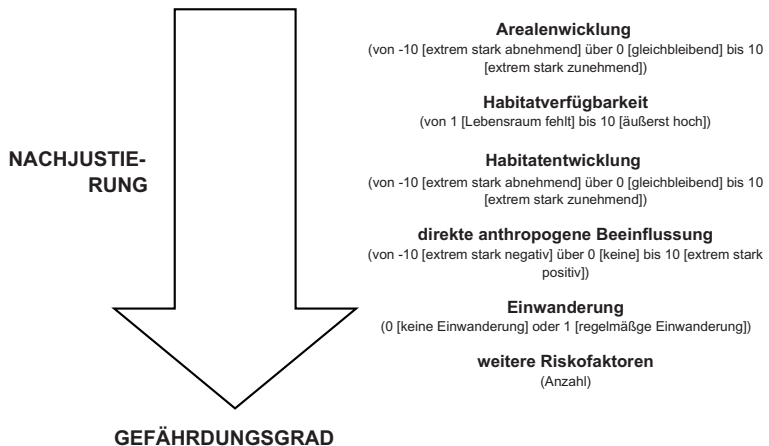 Arealenwicklung
(von -10 [extrem stark abnehmend] über 0 [gleichbleibend] bis 10
[extrem stark zunehmend])
Habitatverfügbarkeit
(von 1 [Lebensraum fehlt] bis 10 [äußerst hoch])
NACHJUSTIE-
RUNG
Habitatentwicklung
(von -10 [extrem stark abnehmend] über 0 [gleichbleibend] bis 10
[extrem stark zunehmend])
direkte anthropogene Beeinflussung
(von -10 [extrem stark negativ] über 0 [keine] bis 10 [extrem stark
positiv])
Einwanderung
(0 [keine Einwanderung] oder 1 [regelmäßge Einwanderung])
weitere Riskofaktoren
(Anzahl)
GEFÄHRDUNGSGRAD